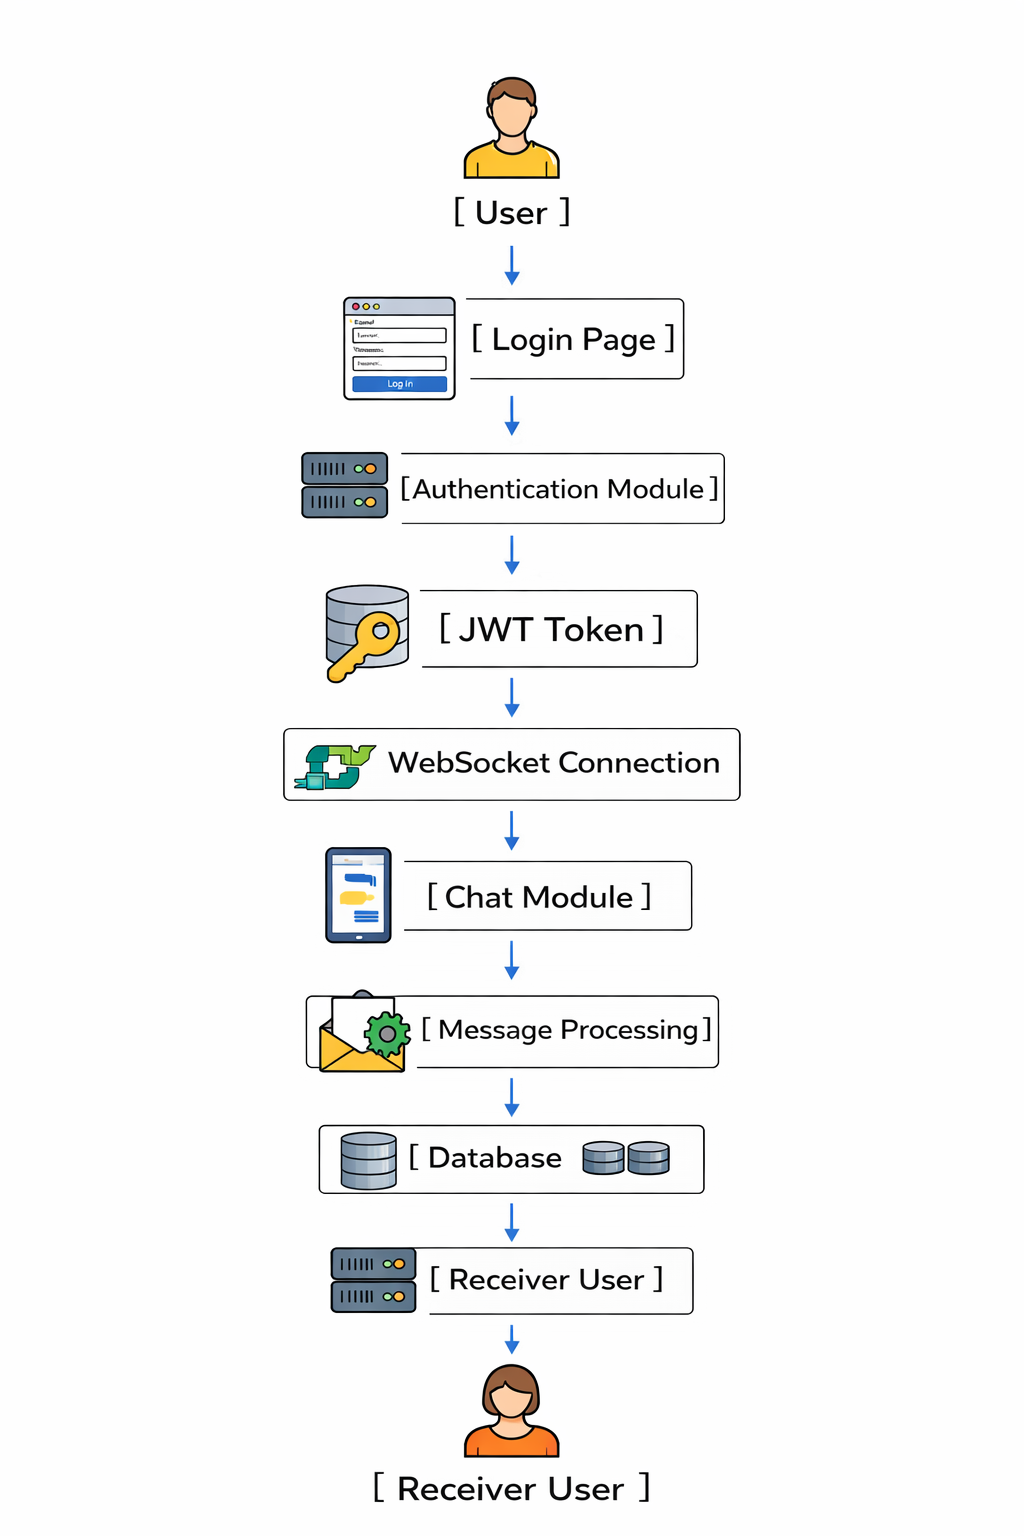 [ User ]
[ Login Page ]
Log in
[Authentication Module]
[ JWT Token ]
WebSocket Connection
[ Chat Module ]
[ Message Processing]
[ Database
[ Receiver User ]
[ Receiver User ]